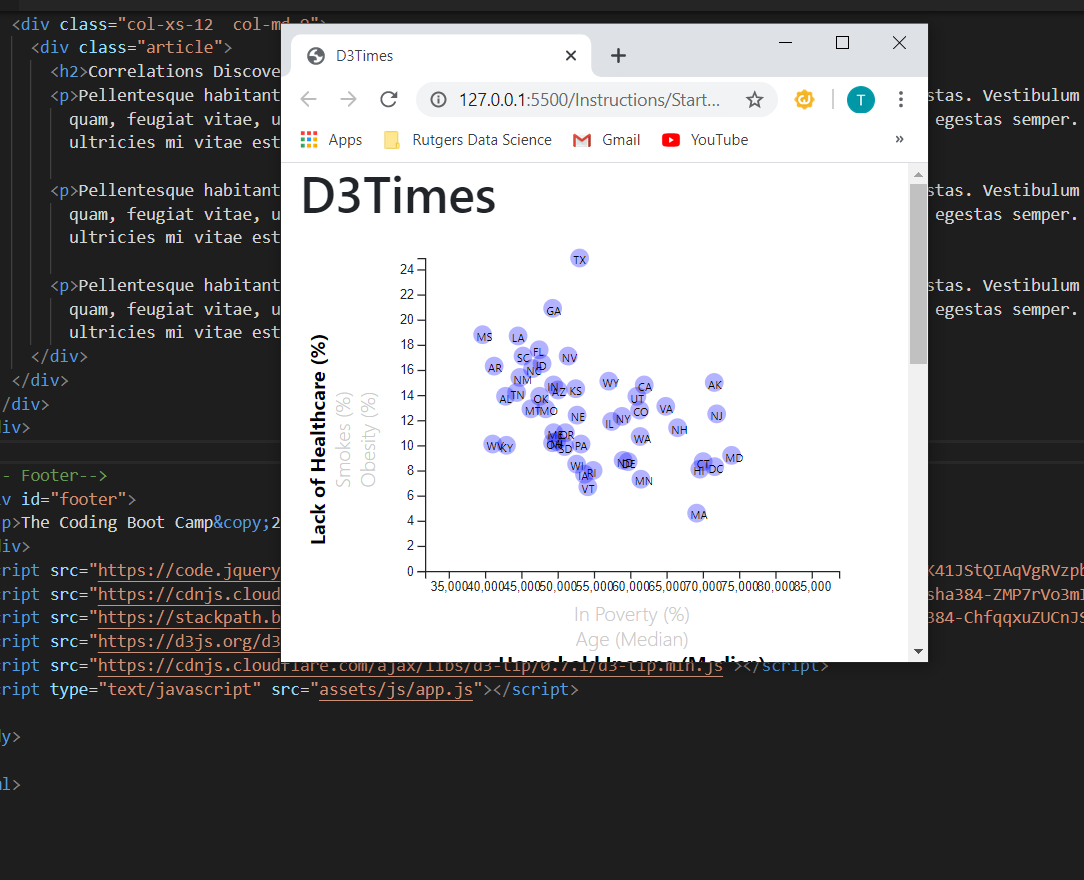 <div class="col-xs-12  col-md-9">
<div class="article">
<h2>Correlations Discove
<p>Pellentesque habitant
stas. Vestibulum
quam, feugiat vitae, u
egestas semper.
ultricies mi vitae est
<p>Pellentesque habitant
stas. Vestibulum
quam, feugiat vitae, u
egestas semper.
ultricies mi vitae est
<p>Pellentesque habitant
stas. Vestibulum
quam, feugiat vitae, u
egestas semper.
ultricies mi vitae est
</div>
</div>
/div>
iv>
- Footer-->
v id="footer">
p>The Coding Boot Camp&copy;2
iv>
ript src="https://code.jquery
K41JStQIAqVgRVzpb
ript src="https://cdnjs.cloud
sha384-ZMP7rVo3mI
ript src="https://stackpath.b
384-ChfqqxuZUCnJS
ript src="https://d3js.org/d3
ript src="https://cdnjs.cloudflare.com/ajax/libs/d3-tip/0.7.1/d3-tip.min.js"></script>
ript type="text/javascript" src="assets/js/app.js"></script>
y>
l>
D3Times
127.0.0.1:5500/Instructions/Start...
T
Apps
Rutgers Data Science
Gmail
YouTube
»
D3Times
24
22
20
18
16
14
12
10
8
6
4
2
0
Lack of Healthcare (%)
Smokes (%)
Obesity (%)
TX
GA
MS
LA
FL
SC
NV
AR
NC
ID
NM
WY
CA
AK
IN
AZ
KS
AL
TN
OK
UT
MT
MO
CO
VA
NJ
NE
NY
IL
NH
OR
WA
WV
KY
SD
PA
MD
WI
DE
CT
HI
DC
IA
RI
MN
VT
MA
35,000
40,000
45,000
50,000
55,000
60,000
65,000
70,000
75,000
80,000
85,000
In Poverty (%)
Age (Median)
Household Income (Median)